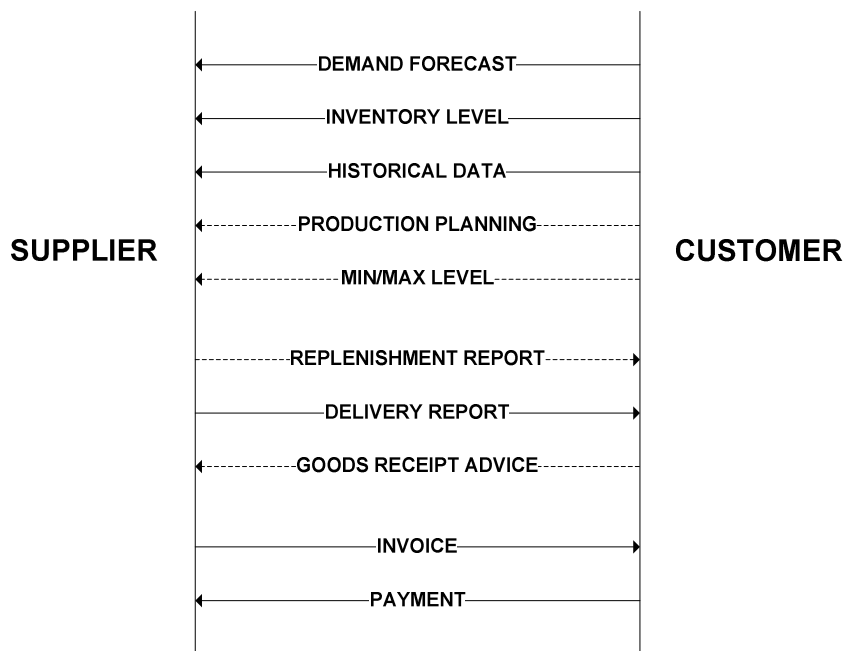 DEMAND FORECAST
INVENTORY LEVEL
HISTORICAL DATA
PRODUCTION PLANNING
SUPPLIER
CUSTOMER
MIN/MAX LEVEL
REPLENISHMENT REPORT
DELIVERY REPORT
GOODS RECEIPT ADVICE
INVOICE
PAYMENT